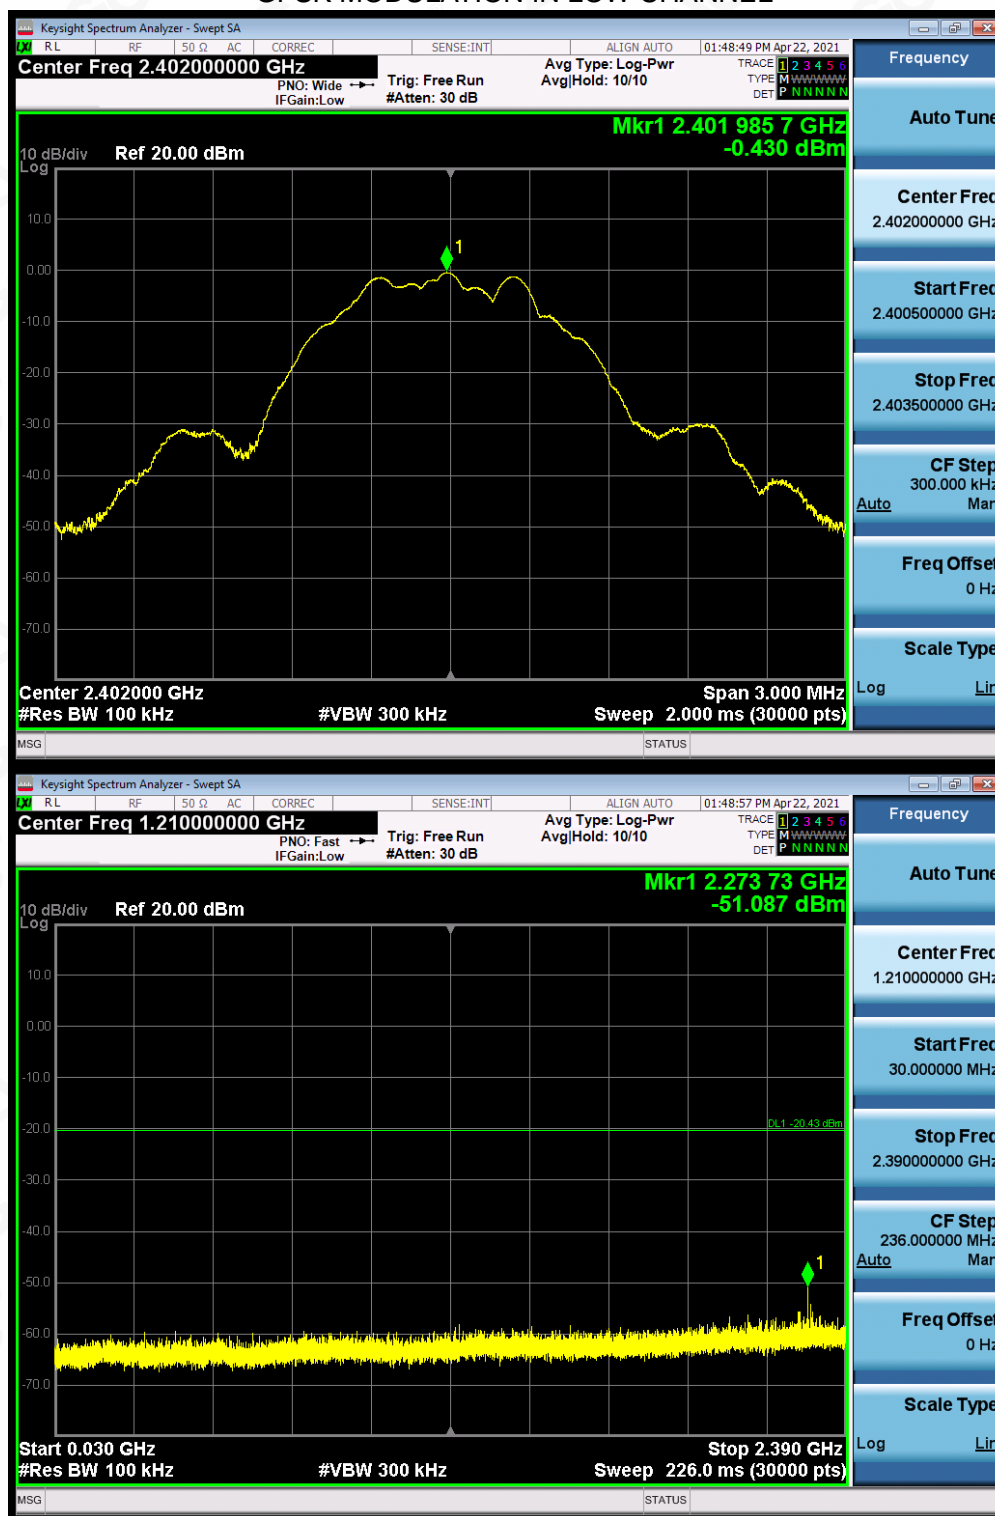 GFSK MODULATION IN LOW CHANNEL
Keysight Spectrum Analyzer - Swept SA
LXI RL RF 50 Ω AC CORREC SENSE:INT ALIGN AUTO 01:48:49 PM Apr 22, 2021
Center Freq 2.402000000 GHz
PNO: Wide
IFGain:Low
Trig: Free Run
#Atten: 30 dB
Avg Type: Log-Pwr
Avg|Hold: 10/10
TRACE 1 2 3 4 5 6
TYPE M WWWWW
DET P N N N N N
Mkr1 2.401 985 7 GHz
-0.430 dBm
10 dB/div Ref 20.00 dBm
Log
10.0
0.00
-10.0
-20.0
-30.0
-40.0
-50.0
-60.0
-70.0
1
Center 2.402000 GHz Span 3.000 MHz
#Res BW 100 kHz #VBW 300 kHz Sweep 2.000 ms (30000 pts)
MSG STATUS
Frequency
Auto Tune
Center Freq
2.402000000 GHz
Start Freq
2.400500000 GHz
Stop Freq
2.403500000 GHz
CF Step
300.000 kHz
Auto Man
Freq Offset
0 Hz
Scale Type
Log Lin
Keysight Spectrum Analyzer - Swept SA
LXI RL RF 50 Ω AC CORREC SENSE:INT ALIGN AUTO 01:48:57 PM Apr 22, 2021
Center Freq 1.210000000 GHz
PNO: Fast
IFGain:Low
Trig: Free Run
#Atten: 30 dB
Avg Type: Log-Pwr
Avg|Hold: 10/10
TRACE 1 2 3 4 5 6
TYPE M WWWWW
DET P N N N N N
Mkr1 2.273 73 GHz
-51.087 dBm
10 dB/div Ref 20.00 dBm
Log
10.0
0.00
-10.0
-20.0
-30.0
-40.0
-50.0
-60.0
-70.0
DL1 -20.43 dBm
1
Start 0.030 GHz Stop 2.390 GHz
#Res BW 100 kHz #VBW 300 kHz Sweep 226.0 ms (30000 pts)
MSG STATUS
Frequency
Auto Tune
Center Freq
1.210000000 GHz
Start Freq
30.000000 MHz
Stop Freq
2.390000000 GHz
CF Step
236.000000 MHz
Auto Man
Freq Offset
0 Hz
Scale Type
Log Lin